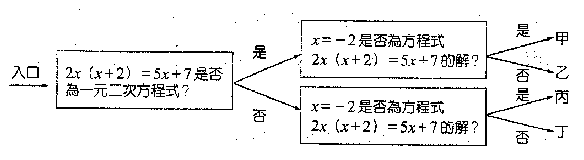 入口
2x（x+2）=5x+7是否
為一元二次方程式？
是
否
x=−2是否為方程式
2x（x+2）=5x+7的解？
是
甲
否
乙
x=−2是否為方程式
2x（x+2）=5x+7的解？
是
丙
否
丁